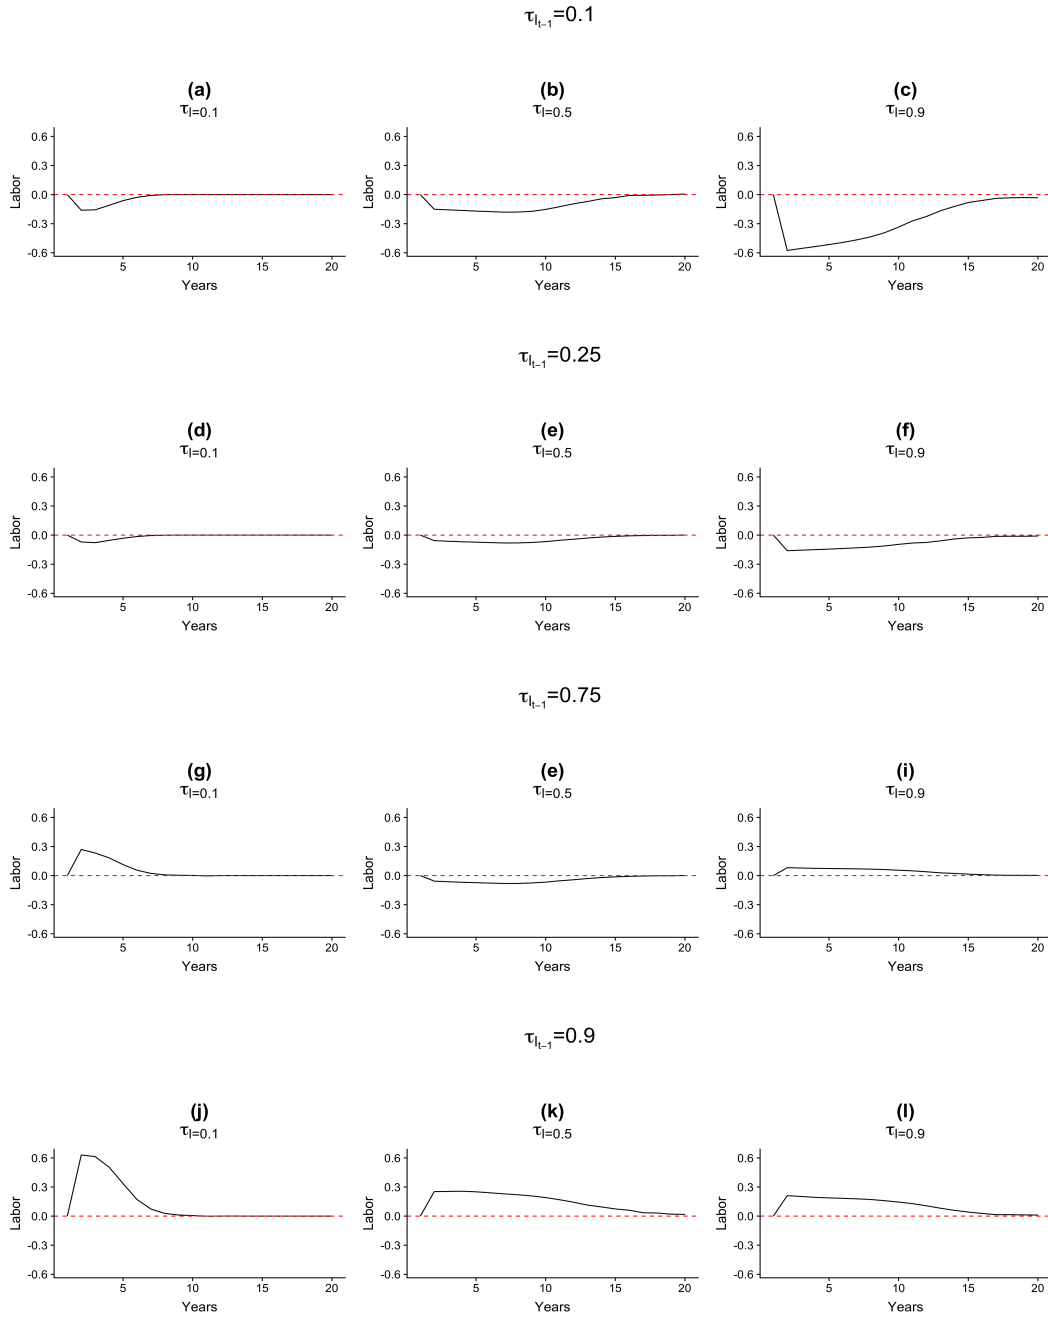 τlt−1=0.1
(a) (b) (c)
τl=0.1 τl=0.5 τl=0.9
0.6 0.6 0.6
0.3 0.3 0.3
Labor 0.0 Labor 0.0 Labor 0.0
-0.3 -0.3 -0.3
-0.6 -0.6 -0.6
5 10 15 20 5 10 15 20 5 10 15 20
Years Years Years
τlt−1=0.25
(d) (e) (f)
τl=0.1 τl=0.5 τl=0.9
0.6 0.6 0.6
0.3 0.3 0.3
Labor 0.0 Labor 0.0 Labor 0.0
-0.3 -0.3 -0.3
-0.6 -0.6 -0.6
5 10 15 20 5 10 15 20 5 10 15 20
Years Years Years
τlt−1=0.75
(g) (e) (i)
τl=0.1 τl=0.5 τl=0.9
0.6 0.6 0.6
0.3 0.3 0.3
Labor 0.0 Labor 0.0 Labor 0.0
-0.3 -0.3 -0.3
-0.6 -0.6 -0.6
5 10 15 20 5 10 15 20 5 10 15 20
Years Years Years
τlt−1=0.9
(j) (k) (l)
τl=0.1 τl=0.5 τl=0.9
0.6 0.6 0.6
0.3 0.3 0.3
Labor 0.0 Labor 0.0 Labor 0.0
-0.3 -0.3 -0.3
-0.6 -0.6 -0.6
5 10 15 20 5 10 15 20 5 10 15 20
Years Years Years